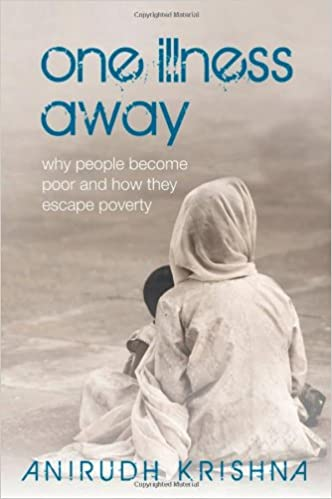 one illness
away
why people become
poor and how they
escape poverty
ANIRUDH KRISHNA